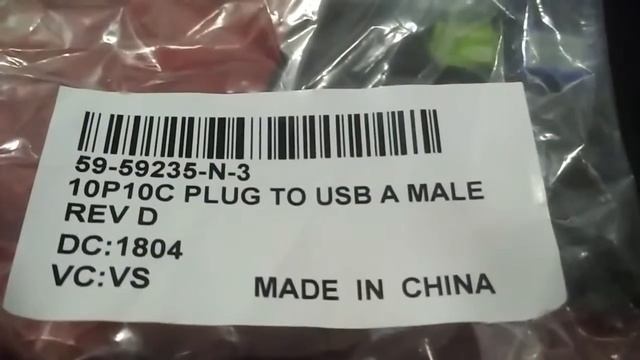 59-59235-N-3
10P10C PLUG TO USB A MALE
REV D
DC:1804
VC:VS
MADE IN CHINA